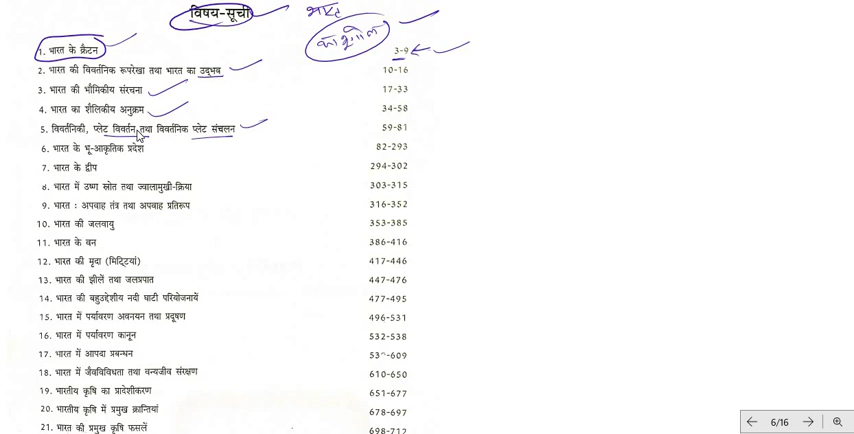 विषय-सूची भारत
का भूगोल
1. भारत के क्रैटन 3-9
2. भारत की विवर्तनिक रूपरेखा तथा भारत का उद्भव 10-16
3. भारत की भौमिकीय संरचना 17-33
4. भारत का शैलिकीय अनुक्रम 34-58
5. विवर्तनिकी, प्लेट विवर्तन तथा विवर्तनिक प्लेट संचलन 59-81
6. भारत के भू-आकृतिक प्रदेश 82-293
7. भारत के द्वीप 294-302
8. भारत में उष्ण स्रोत तथा ज्वालामुखी-क्रिया 303-315
9. भारत : अपवाह तंत्र तथा अपवाह प्रतिरूप 316-352
10. भारत की जलवायु 353-385
11. भारत के वन 386-416
12. भारत की मृदा (मिट्टियां) 417-446
13. भारत की झीलें तथा जलप्रपात 447-476
14. भारत की बहुउद्देशीय नदी घाटी परियोजनायें 477-495
15. भारत में पर्यावरण अवनयन तथा प्रदूषण 496-531
16. भारत में पर्यावरण कानून 532-538
17. भारत में आपदा प्रबन्धन 539-609
18. भारत में जैवविविधता तथा वन्यजीव संरक्षण 610-650
19. भारतीय कृषि का प्रादेशीकरण 651-677
20. भारतीय कृषि में प्रमुख क्रान्तियां 678-697
21. भारत की प्रमुख कृषि फसलें 698-712
6/16